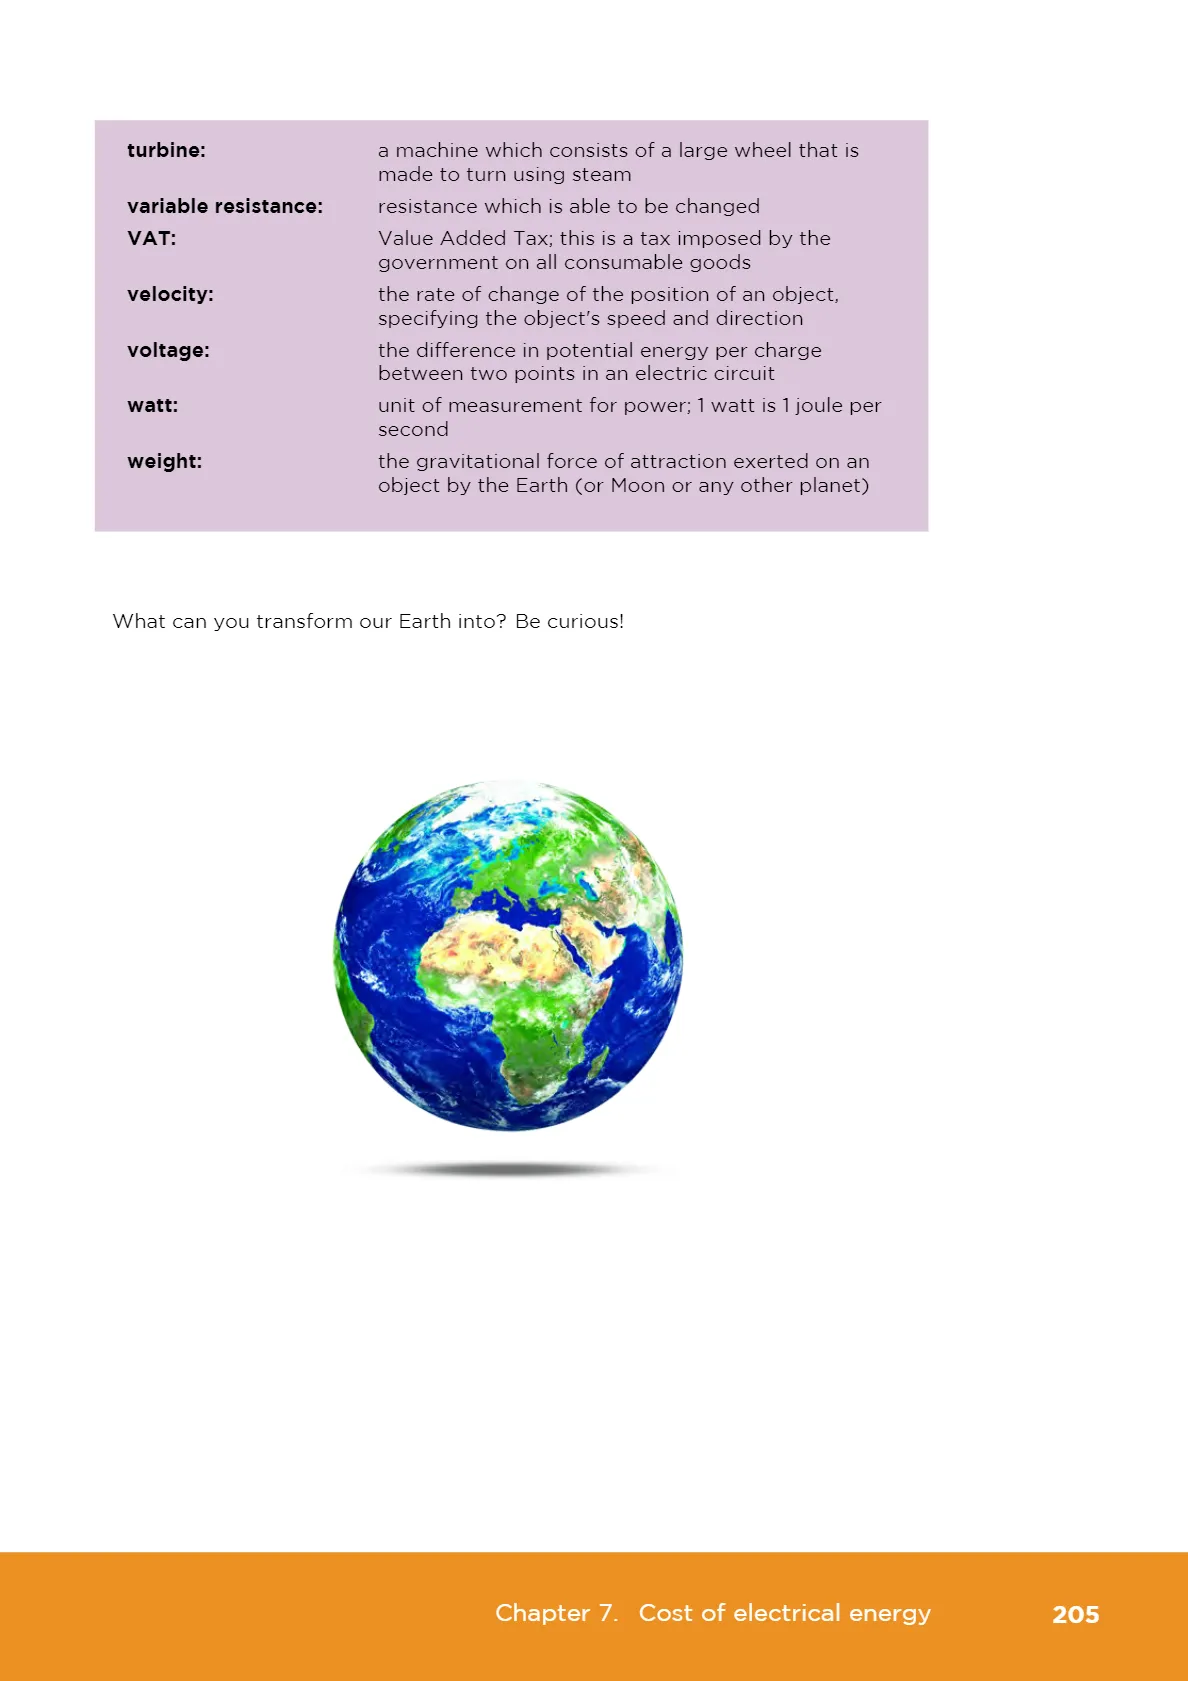 turbine: a machine which consists of a large wheel that is
made to turn using steam
variable resistance: resistance which is able to be changed
VAT: Value Added Tax; this is a tax imposed by the
government on all consumable goods
velocity: the rate of change of the position of an object,
specifying the object's speed and direction
voltage: the difference in potential energy per charge
between two points in an electric circuit
watt: unit of measurement for power; 1 watt is 1 joule per
second
weight: the gravitational force of attraction exerted on an
object by the Earth (or Moon or any other planet)
What can you transform our Earth into? Be curious!
Chapter 7. Cost of electrical energy 205